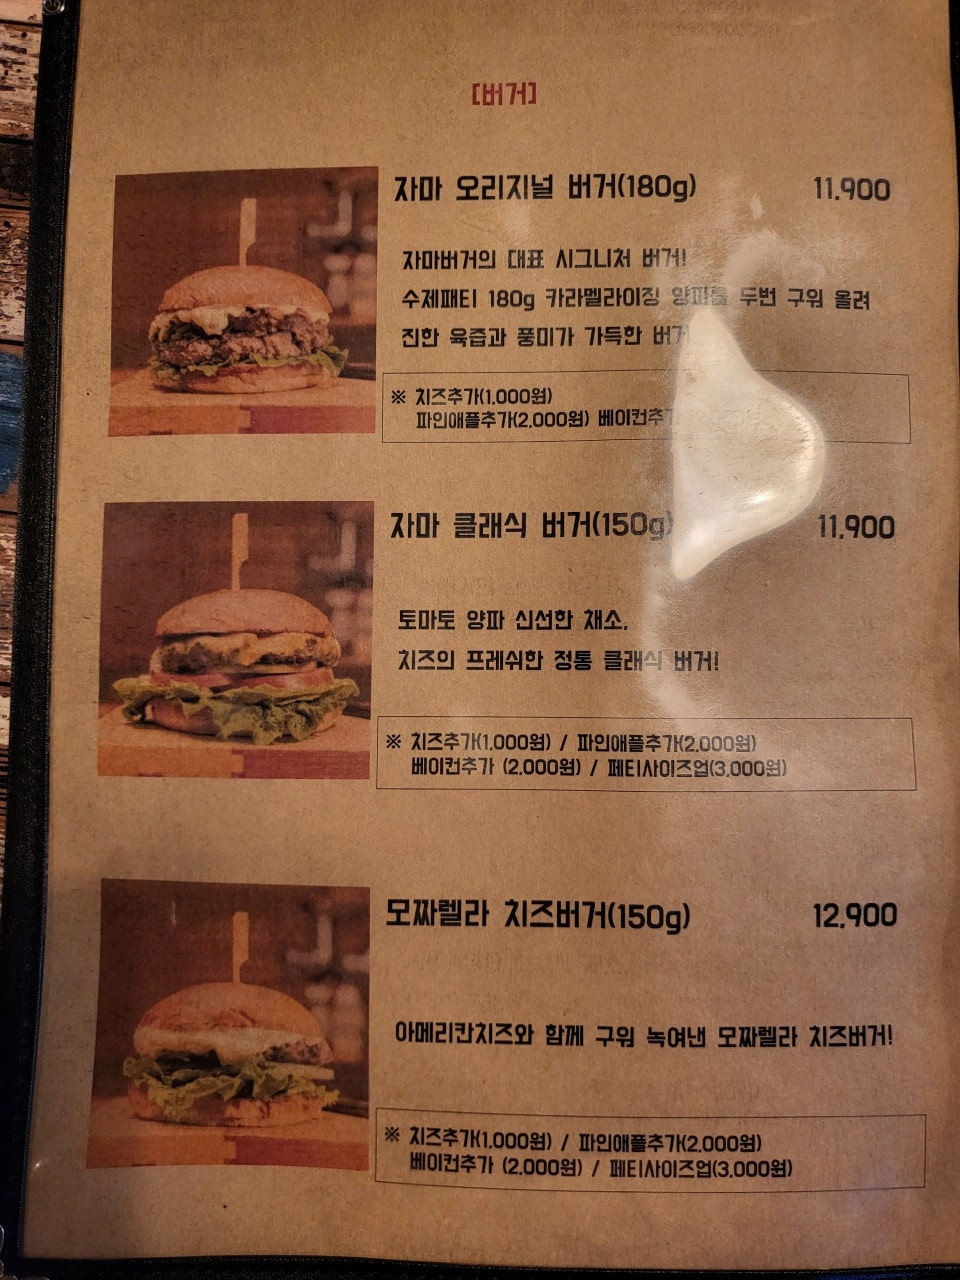 [버거]
자마 오리지널 버거(180g) 11,900
자마버거의 대표 시그니처 버거!
수제패티 180g 카라멜라이징 양파를 두번 구워 올려
진한 육즙과 풍미가 가득한 버거
※ 치즈추가(1,000원)
파인애플추가(2,000원) 베이컨추가
자마 클래식 버거(150g) 11,900
토마토 양파 신선한 채소,
치즈의 프레쉬한 정통 클래식 버거!
※ 치즈추가(1,000원) / 파인애플추가(2,000원)
베이컨추가 (2,000원) / 페티사이즈업(3,000원)
모짜렐라 치즈버거(150g) 12,900
아메리칸치즈와 함께 구워 녹여낸 모짜렐라 치즈버거!
※ 치즈추가(1,000원) / 파인애플추가(2,000원)
베이컨추가 (2,000원) / 페티사이즈업(3,000원)